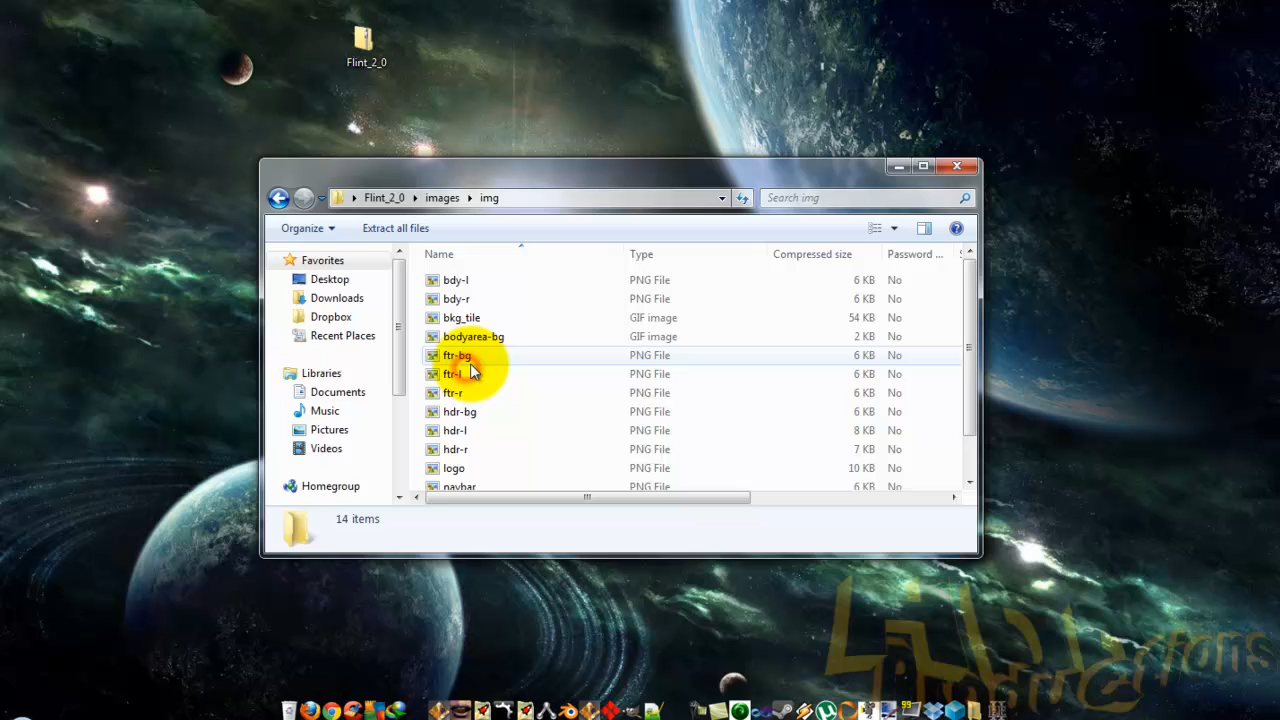 Flint_2_0
Flint_2_0 images img
Search img
Organize Extract all files
Name Type Compressed size Password ...
Favorites
Desktop
Downloads
Dropbox
Recent Places
Libraries
Documents
Music
Pictures
Videos
Homegroup
bdy-l PNG File 6 KB No
bdy-r PNG File 6 KB No
bkg_tile GIF image 54 KB No
bodyarea-bg GIF image 2 KB No
ftr-bg PNG File 6 KB No
ftr-l PNG File 6 KB No
ftr-r PNG File 6 KB No
hdr-bg PNG File 6 KB No
hdr-l PNG File 8 KB No
hdr-r PNG File 7 KB No
logo PNG File 10 KB No
navbar PNG File 6 KB No
14 items
99